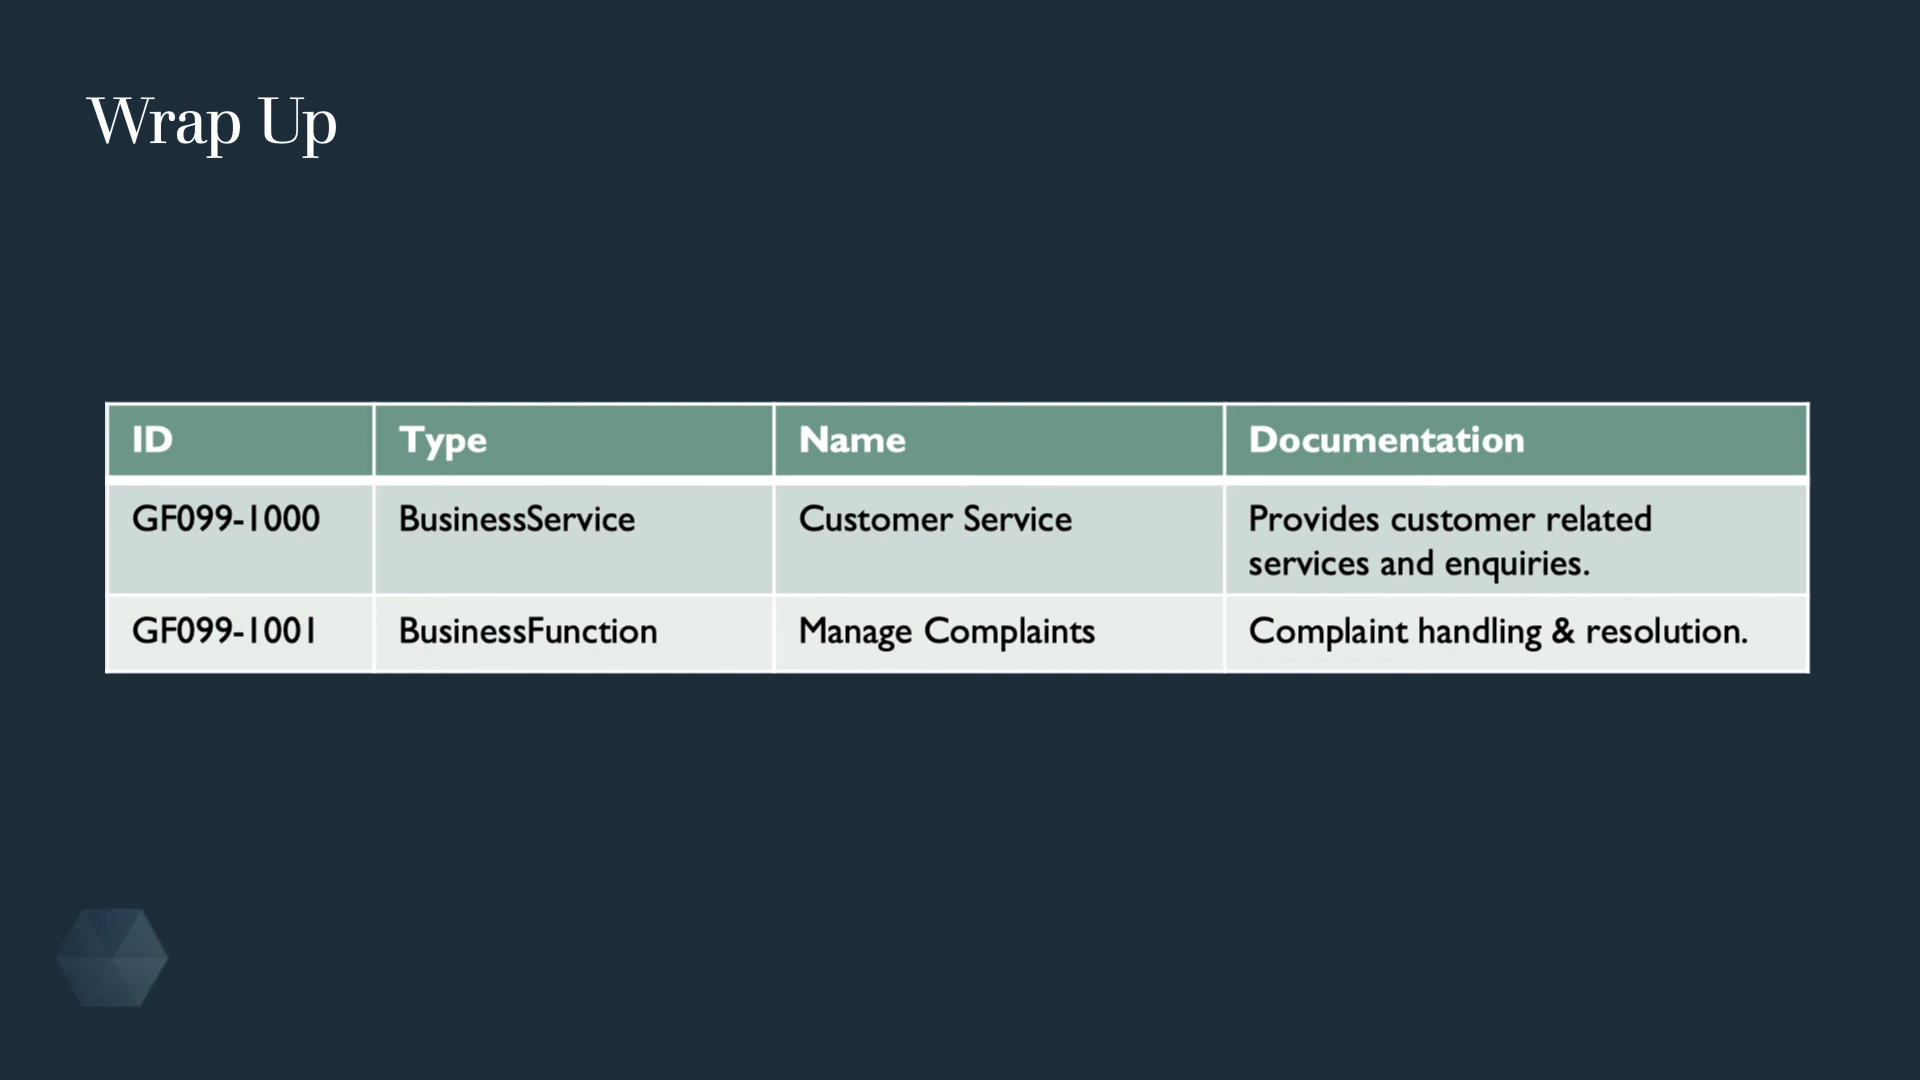 Wrap Up
ID Type Name Documentation
GF099-1000 BusinessService Customer Service Provides customer related
services and enquiries.
GF099-1001 BusinessFunction Manage Complaints Complaint handling & resolution.